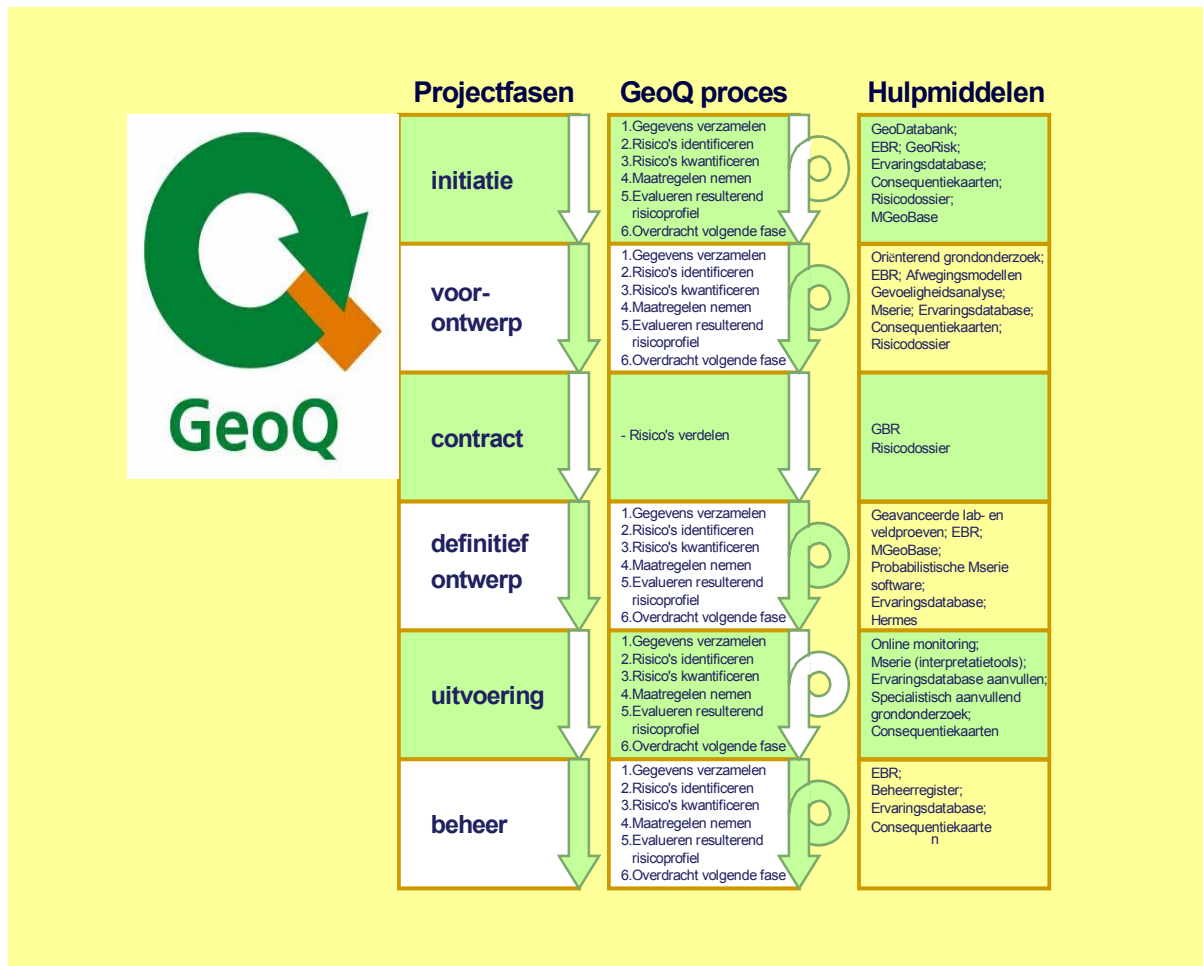 Projectfasen GeoQ proces Hulpmiddelen
GeoQ
initiatie
1.Gegevens verzamelen
2.Risico's identificeren
3.Risico's kwantificeren
4.Maatregelen nemen
5.Evalueren resulterend
risicoprofiel
6.Overdracht volgende fase
GeoDatabank;
EBR; GeoRisk;
Ervaringsdatabase;
Consequentiekaarten;
Risicodossier;
MGeoBase
voor-
ontwerp
1.Gegevens verzamelen
2.Risico's identificeren
3.Risico's kwantificeren
4.Maatregelen nemen
5.Evalueren resulterend
risicoprofiel
6.Overdracht volgende fase
Oriënterend grondonderzoek;
EBR; Afwegingsmodellen
Gevoeligheidsanalyse;
Mserie; Ervaringsdatabase;
Consequentiekaarten;
Risicodossier
contract
- Risico's verdelen
GBR
Risicodossier
definitief
ontwerp
1.Gegevens verzamelen
2.Risico's identificeren
3.Risico's kwantificeren
4.Maatregelen nemen
5.Evalueren resulterend
risicoprofiel
6.Overdracht volgende fase
Geavanceerde lab- en
veldproeven; EBR;
MGeoBase;
Probabilistische Mserie
software;
Ervaringsdatabase;
Hermes
uitvoering
1.Gegevens verzamelen
2.Risico's identificeren
3.Risico's kwantificeren
4.Maatregelen nemen
5.Evalueren resulterend
risicoprofiel
6.Overdracht volgende fase
Online monitoring;
Mserie (interpretatietools);
Ervaringsdatabase aanvullen;
Specialistisch aanvullend
grondonderzoek;
Consequentiekaarten
beheer
1.Gegevens verzamelen
2.Risico's identificeren
3.Risico's kwantificeren
4.Maatregelen nemen
5.Evalueren resulterend
risicoprofiel
6.Overdracht volgende fase
EBR;
Beheerregister;
Ervaringsdatabase;
Consequentiekaarte
n